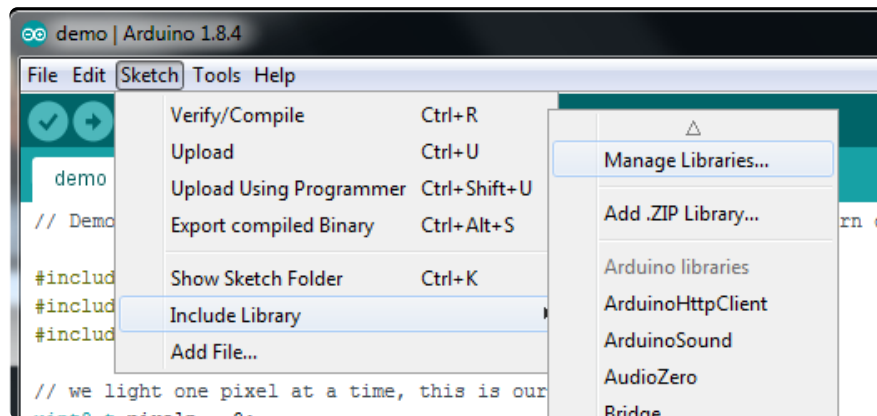 demo | Arduino 1.8.4
File Edit Sketch Tools Help
Verify/Compile Ctrl+R
Upload Ctrl+U
Upload Using Programmer Ctrl+Shift+U
Export compiled Binary Ctrl+Alt+S
Show Sketch Folder Ctrl+K
Include Library
Add File...
Manage Libraries...
Add .ZIP Library...
Arduino libraries
ArduinoHttpClient
ArduinoSound
AudioZero
Bridge
demo
// Demo
#includ
#includ
#includ
// we light one pixel at a time, this is our